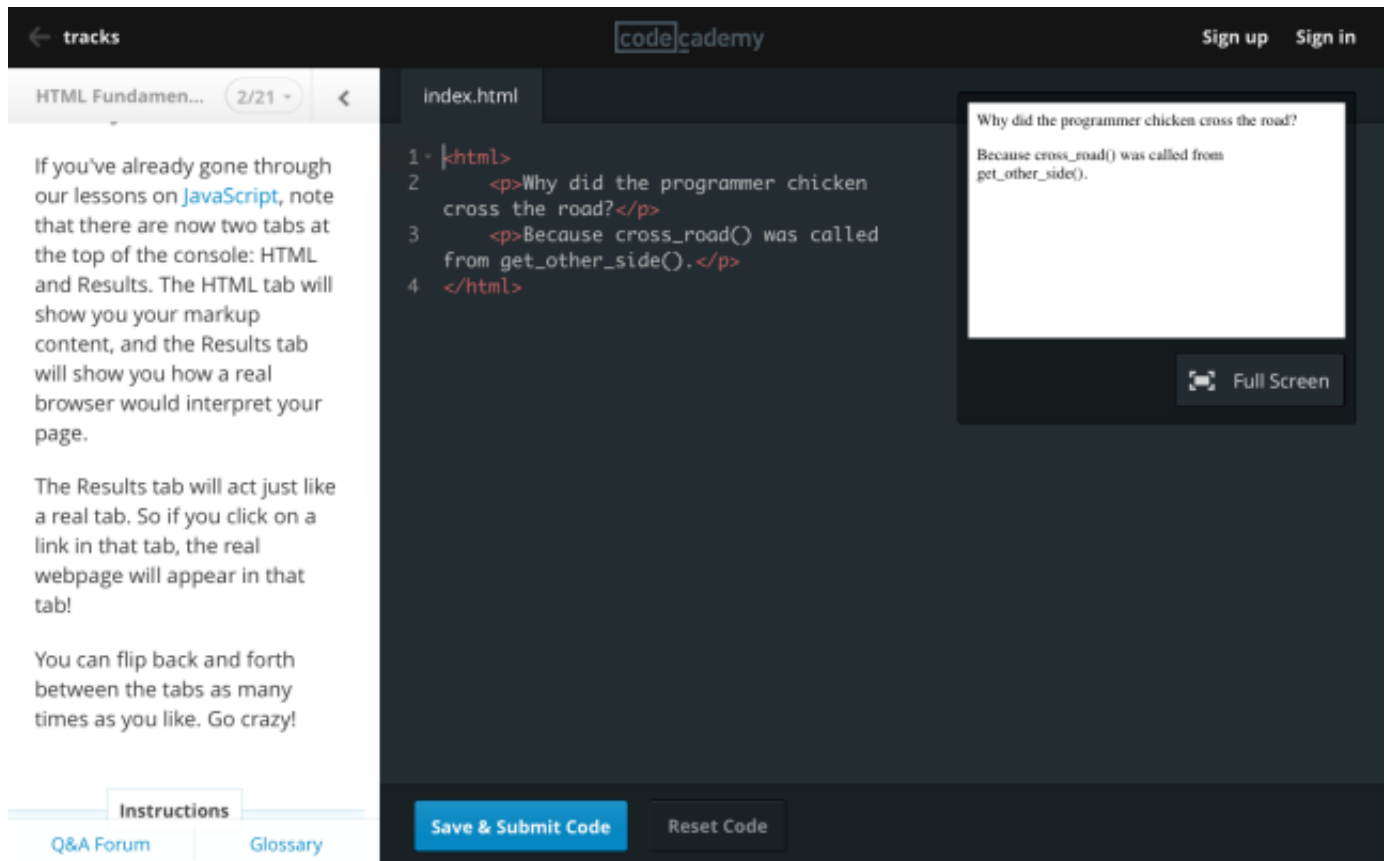 tracks
codecademy
Sign up Sign in
HTML Fundamen... 2/21
If you've already gone through
our lessons on JavaScript, note
that there are now two tabs at
the top of the console: HTML
and Results. The HTML tab will
show you your markup
content, and the Results tab
will show you how a real
browser would interpret your
page.
The Results tab will act just like
a real tab. So if you click on a
link in that tab, the real
webpage will appear in that
tab!
You can flip back and forth
between the tabs as many
times as you like. Go crazy!
Instructions
Q&A Forum Glossary
index.html
1 <html>
2 <p>Why did the programmer chicken
cross the road?</p>
3 <p>Because cross_road() was called
from get_other_side().</p>
4 </html>
Why did the programmer chicken cross the road?
Because cross_road() was called from
get_other_side().
Full Screen
Save & Submit Code Reset Code